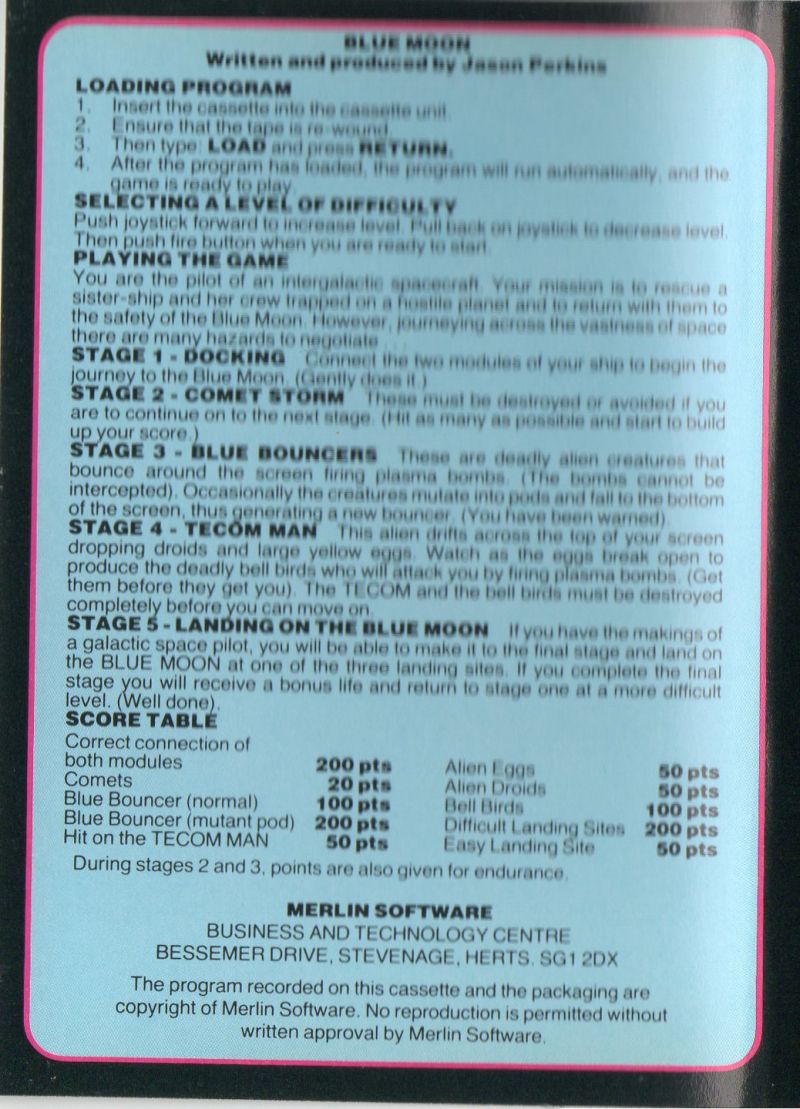 BLUE MOON
Written and produced by Jason Perkins
LOADING PROGRAM
1. Insert the cassette into the cassette unit.
2. Ensure that the tape is re-wound.
3. Then type LOAD and press RETURN.
4. After the program has loaded, the program will run automatically, and the
game is ready to play.
SELECTING A LEVEL OF DIFFICULTY
Push joystick forward to increase level. Pull back on joystick to decrease level.
Then push fire button when you are ready to start.
PLAYING THE GAME
You are the pilot of an intergalactic spacecraft. Your mission is to rescue a
sister-ship and her crew trapped on a hostile planet and to return with them to
the safety of the Blue Moon. However, journeying across the vastness of space
there are many hazards to negotiate.
STAGE 1 - DOCKING Connect the two modules of your ship to begin the
journey to the Blue Moon. (Gently does it.)
STAGE 2 - COMET STORM These must be destroyed or avoided if you
are to continue on to the next stage. (Hit as many as possible and start to build
up your score.)
STAGE 3 - BLUE BOUNCERS These are deadly alien creatures that
bounce around the screen firing plasma bombs. (The bombs cannot be
intercepted). Occasionally the creatures mutate into pods and fall to the bottom
of the screen, thus generating a new bouncer. (You have been warned).
STAGE 4 - TECOM MAN This alien drifts across the top of your screen
dropping droids and large yellow eggs. Watch as the eggs break open to
produce the deadly bell birds who will attack you by firing plasma bombs. (Get
them before they get you). The TECOM and the bell birds must be destroyed
completely before you can move on.
STAGE 5 - LANDING ON THE BLUE MOON If you have the makings of
a galactic space pilot, you will be able to make it to the final stage and land on
the BLUE MOON at one of the three landing sites. If you complete the final
stage you will receive a bonus life and return to stage one at a more difficult
level. (Well done).
SCORE TABLE
Correct connection of
both modules 200 pts Alien Eggs 50 pts
Comets 20 pts Alien Droids 50 pts
Blue Bouncer (normal) 100 pts Bell Birds 100 pts
Blue Bouncer (mutant pod) 200 pts Difficult Landing Sites 200 pts
Hit on the TECOM MAN 50 pts Easy Landing Site 50 pts
During stages 2 and 3, points are also given for endurance.
MERLIN SOFTWARE
BUSINESS AND TECHNOLOGY CENTRE
BESSEMER DRIVE, STEVENAGE, HERTS. SG1 2DX
The program recorded on this cassette and the packaging are
copyright of Merlin Software. No reproduction is permitted without
written approval by Merlin Software.